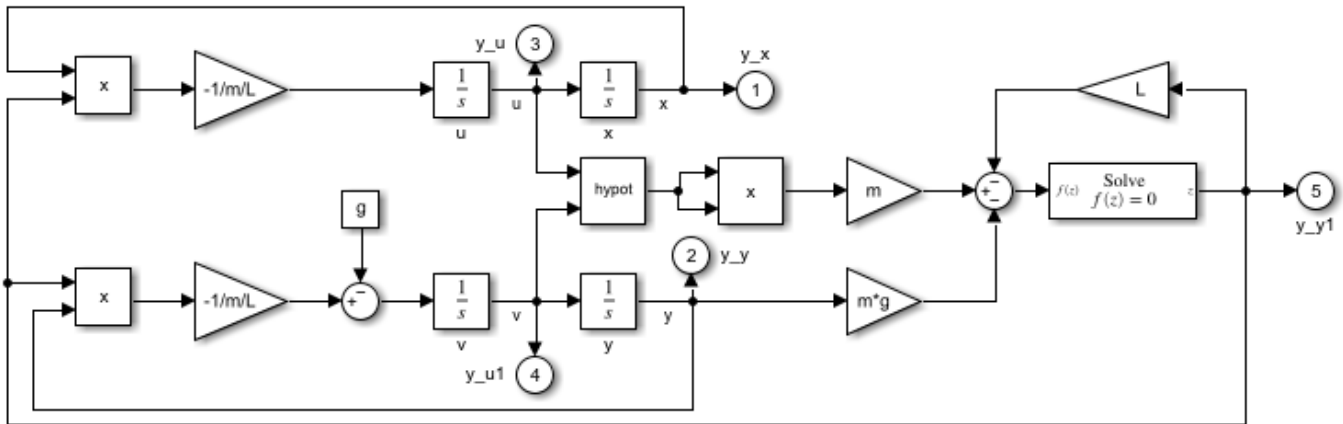 y_u
3
x
-1/m/L
1
s
u
u
1
s
x
x
y_x
1
L
hypot
x
m
+
−
−
f(z)
Solve
f(z) = 0
z
5
y_y1
g
x
-1/m/L
+
−
1
s
v
v
1
s
y
y
2
y_y
m*g
y_u1
4